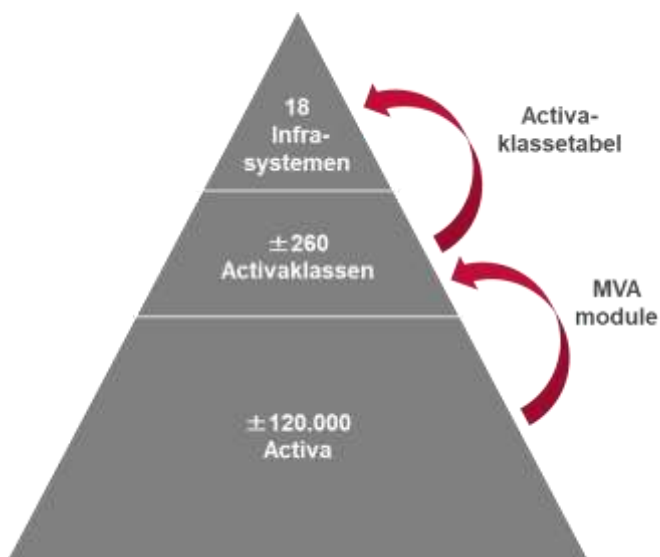 18
Infra-
systemen
Activa-
klassetabel
±260
Activaklassen
MVA
module
±120.000
Activa